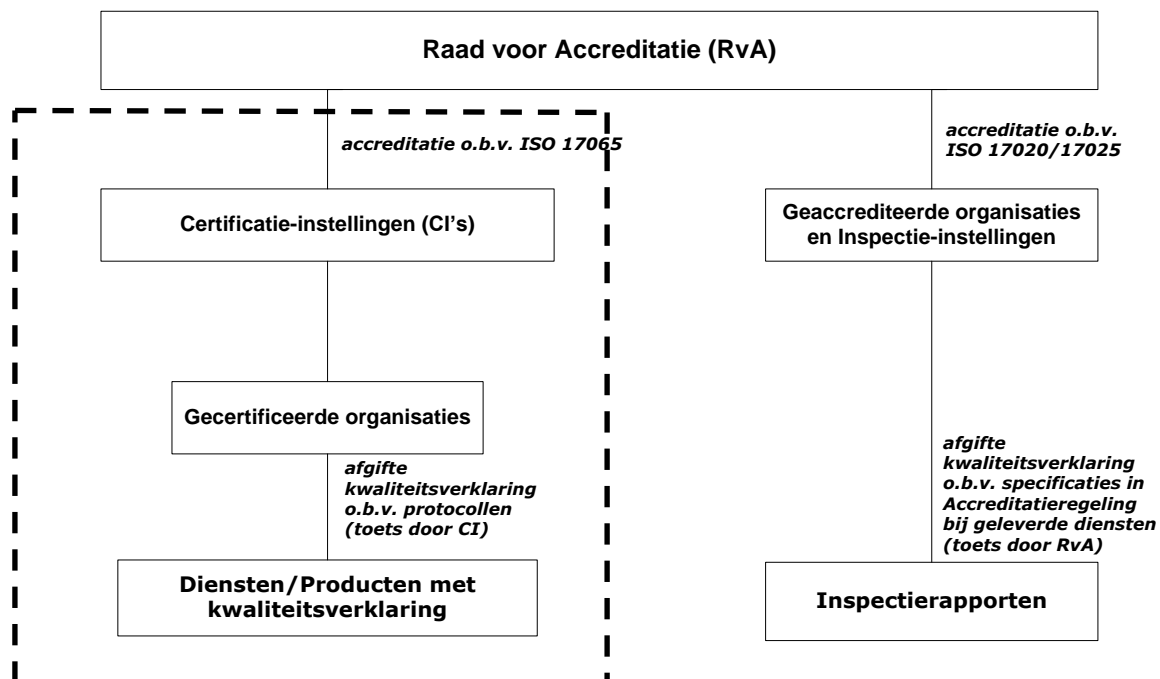 Raad voor Accreditatie (RvA)
accreditatie o.b.v. ISO 17065
accreditatie o.b.v.
ISO 17020/17025
Certificatie-instellingen (CI's)
Geaccrediteerde organisaties
en Inspectie-instellingen
Gecertificeerde organisaties
afgifte
kwaliteitsverklaring
o.b.v. protocollen
(toets door CI)
afgifte
kwaliteitsverklaring
o.b.v. specificaties in
Accreditatieregeling
bij geleverde diensten
(toets door RvA)
Diensten/Producten met
kwaliteitsverklaring
Inspectierapporten